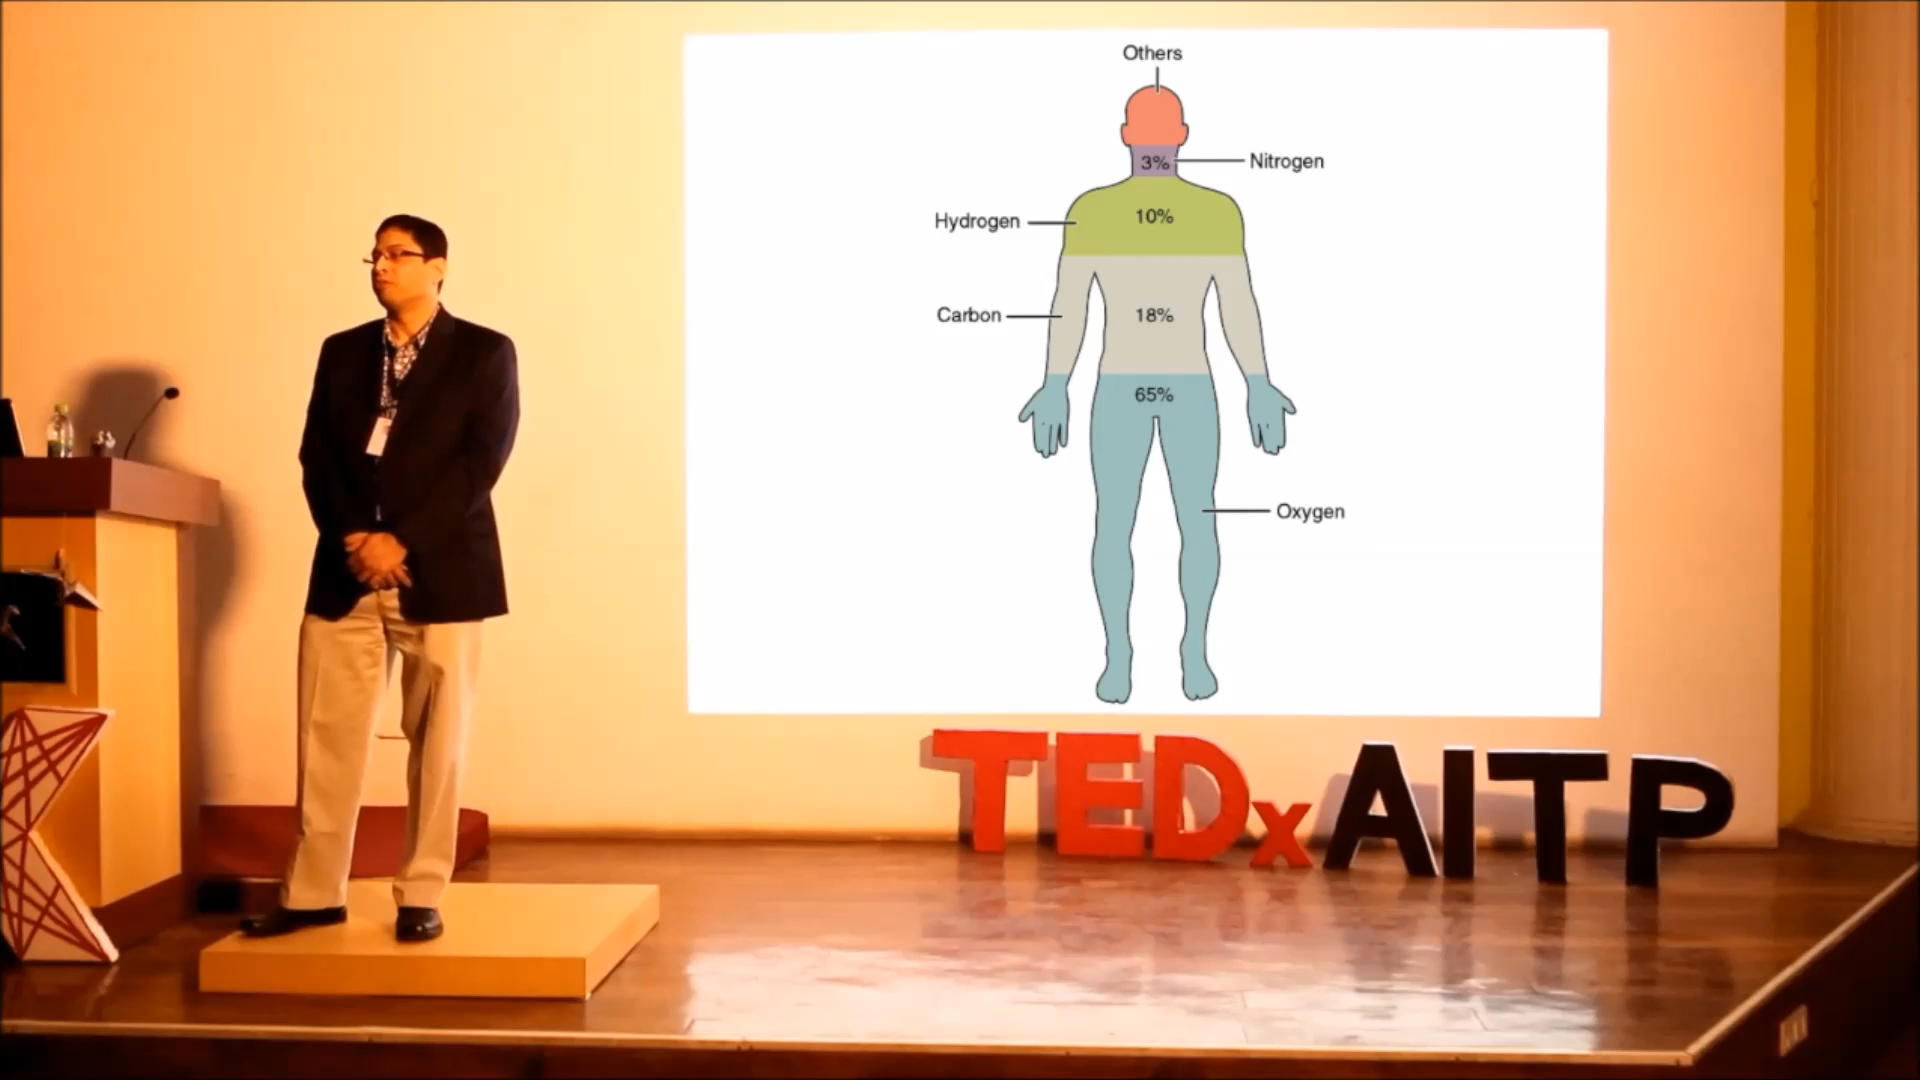 Others
3%
Nitrogen
Hydrogen
10%
Carbon
18%
65%
Oxygen
TEDxAITP